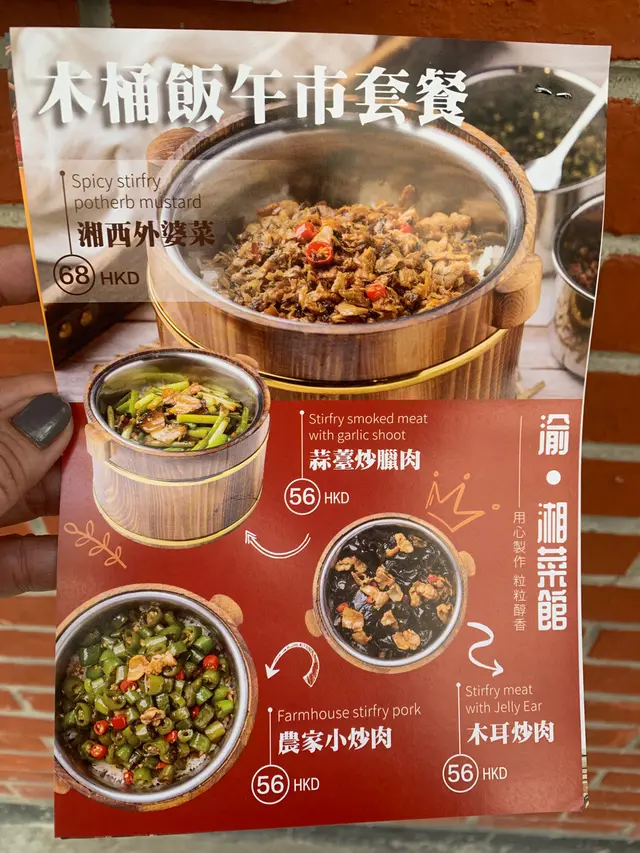 木桶飯午市套餐
Spicy stirfry
potherb mustard
湘西外婆菜
68 HKD
Stirfry smoked meat
with garlic shoot
蒜薹炒臘肉
56 HKD
渝•湘菜館
用心製作 粒粒醇香
Farmhouse stirfry pork
農家小炒肉
56 HKD
Stirfry meat
with Jelly Ear
木耳炒肉
56 HKD